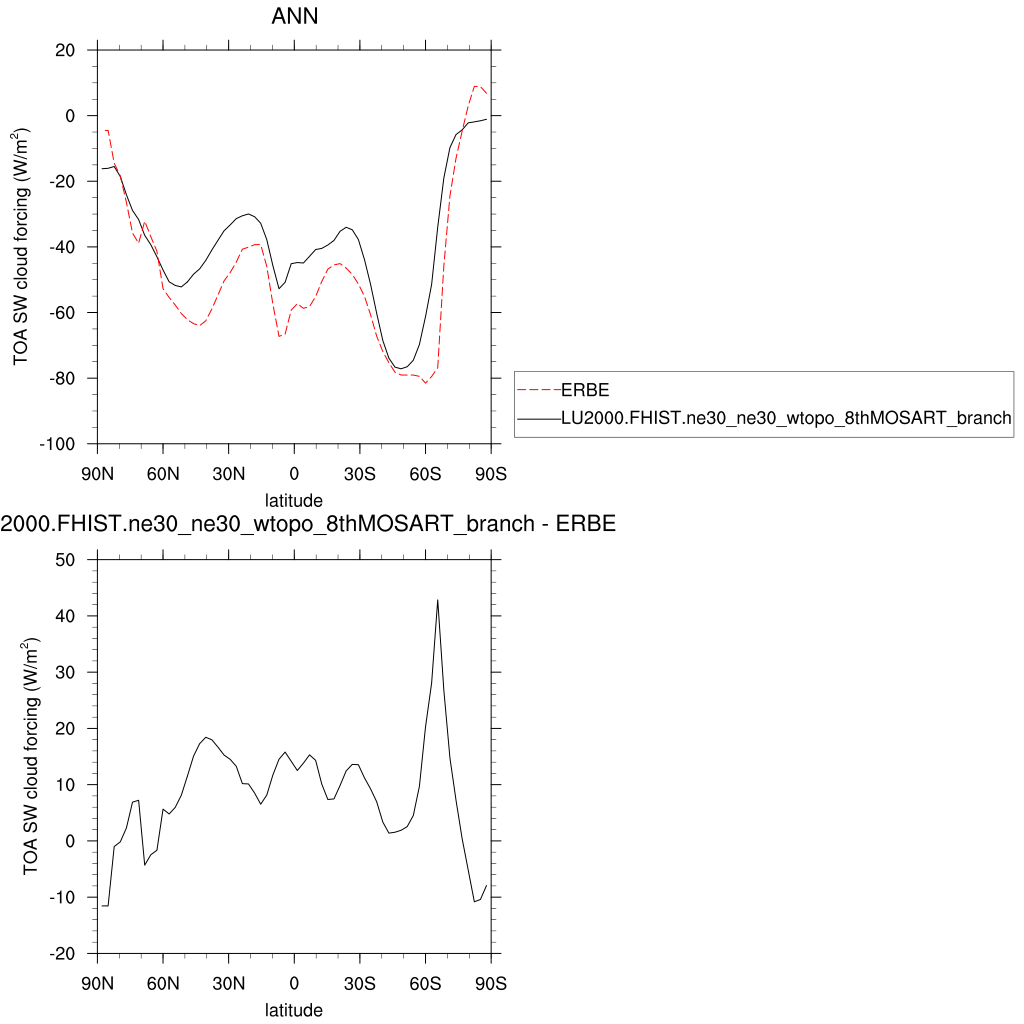 ANN
TOA SW cloud forcing (W/m²)
20
0
-20
-40
-60
-80
-100
90N 60N 30N 0 30S 60S 90S
latitude
ERBE
LU2000.FHIST.ne30_ne30_wtopo_8thMOSART_branch
2000.FHIST.ne30_ne30_wtopo_8thMOSART_branch - ERBE
TOA SW cloud forcing (W/m²)
50
40
30
20
10
0
-10
-20
90N 60N 30N 0 30S 60S 90S
latitude